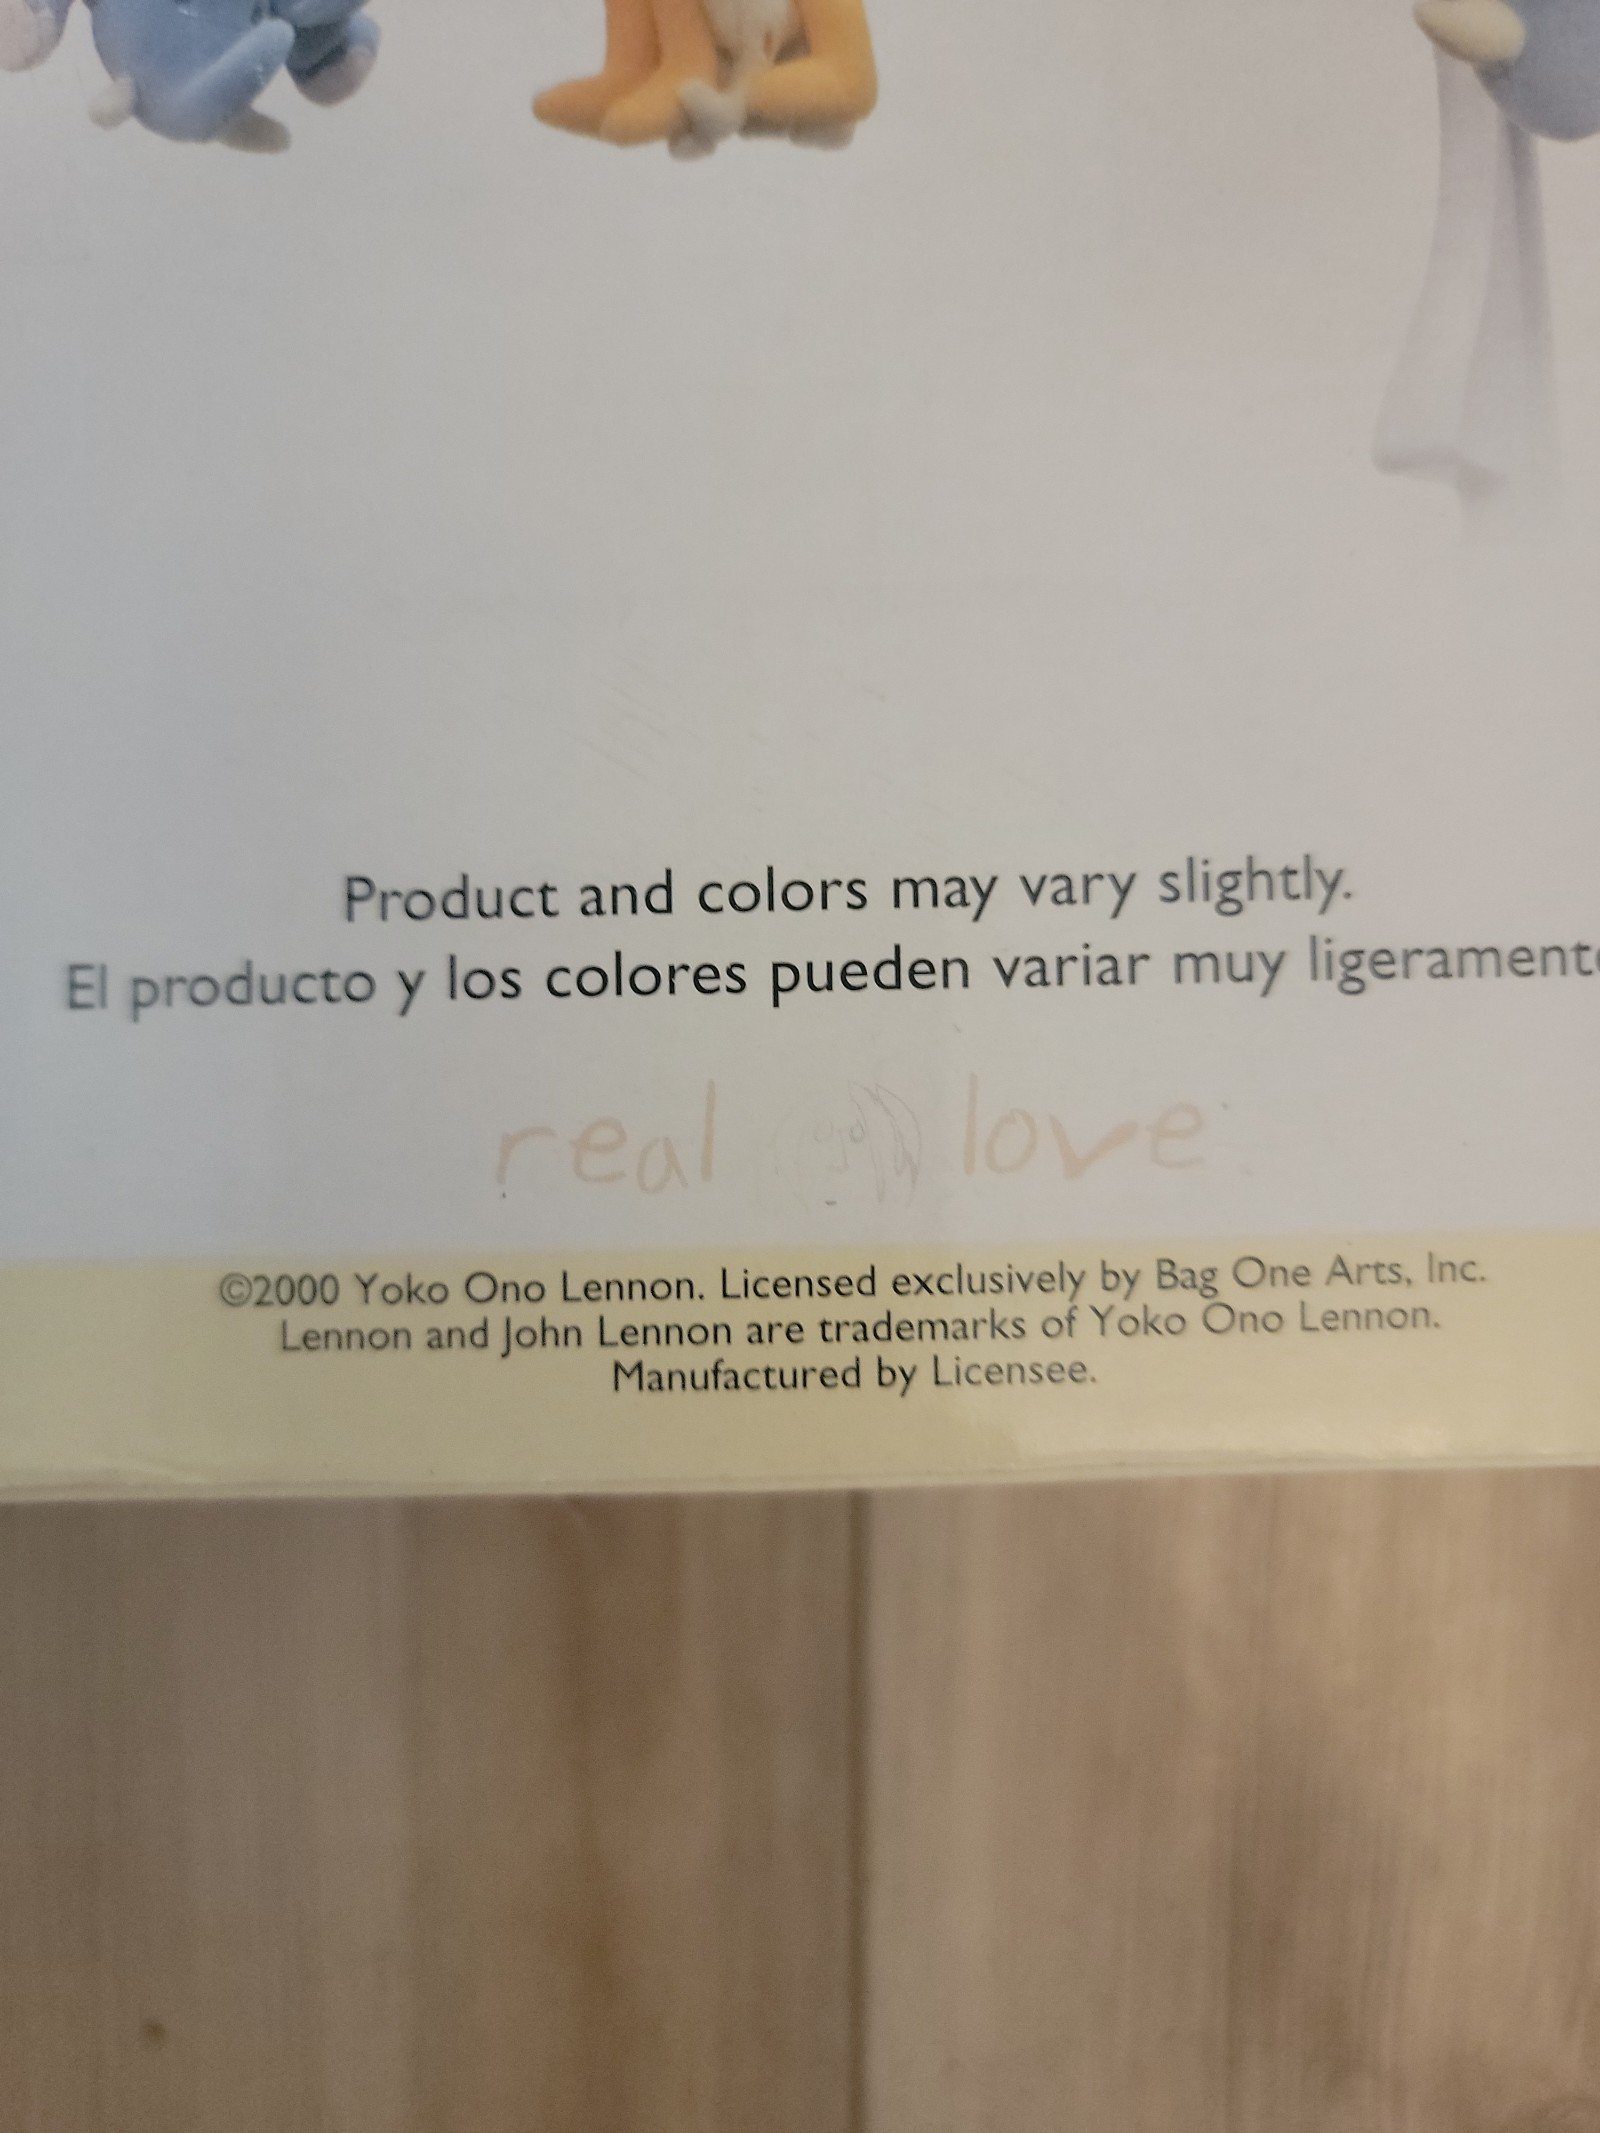 Product and colors may vary slightly.
El producto y los colores pueden variar muy ligeramente
real love
©2000 Yoko Ono Lennon. Licensed exclusively by Bag One Arts, Inc.
Lennon and John Lennon are trademarks of Yoko Ono Lennon.
Manufactured by Licensee.